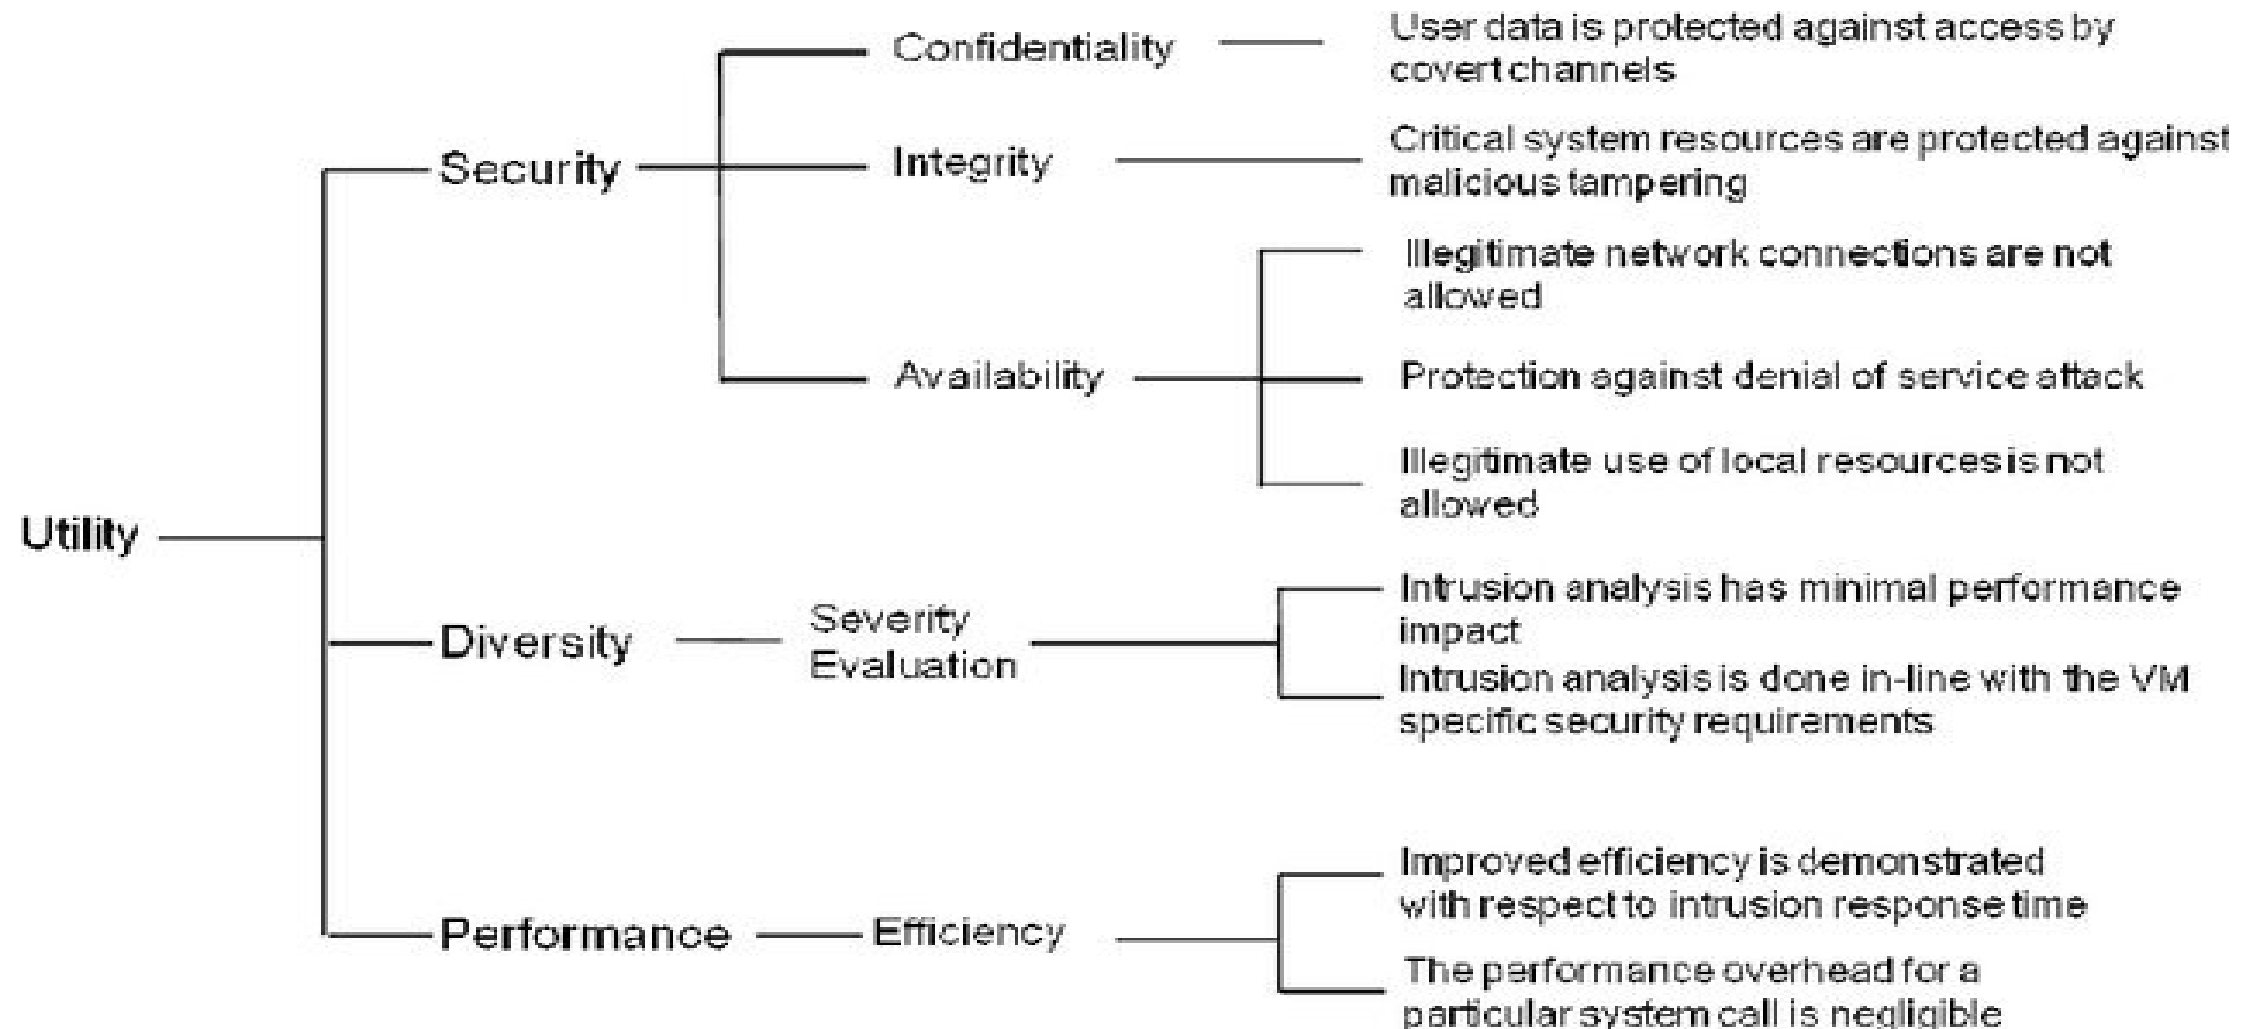 Confidentiality
User data is protected against access by
covert channels
Security
Integrity
Critical system resources are protected against
malicious tampering
Availability
Illegitimate network connections are not
allowed
Protection against denial of service attack
Illegitimate use of local resources is not
allowed
Utility
Diversity
Severity
Evaluation
Intrusion analysis has minimal performance
impact
Intrusion analysis is done in-line with the VM
specific security requirements
Performance
Efficiency
Improved efficiency is demonstrated
with respect to intrusion response time
The performance overhead for a
particular system call is negligible